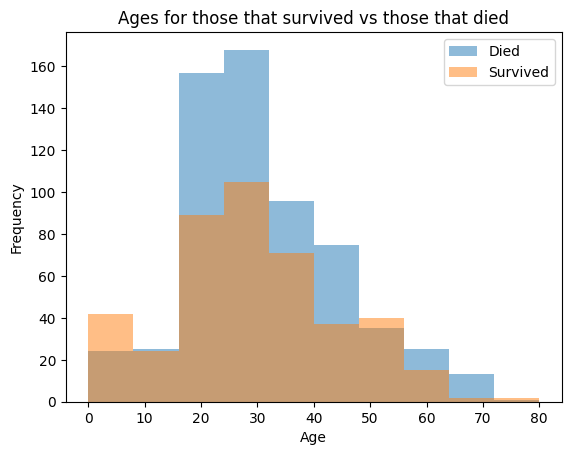 Ages for those that survived vs those that died
Died
Survived
Frequency
160
140
120
100
80
60
40
20
0
0 10 20 30 40 50 60 70 80
Age